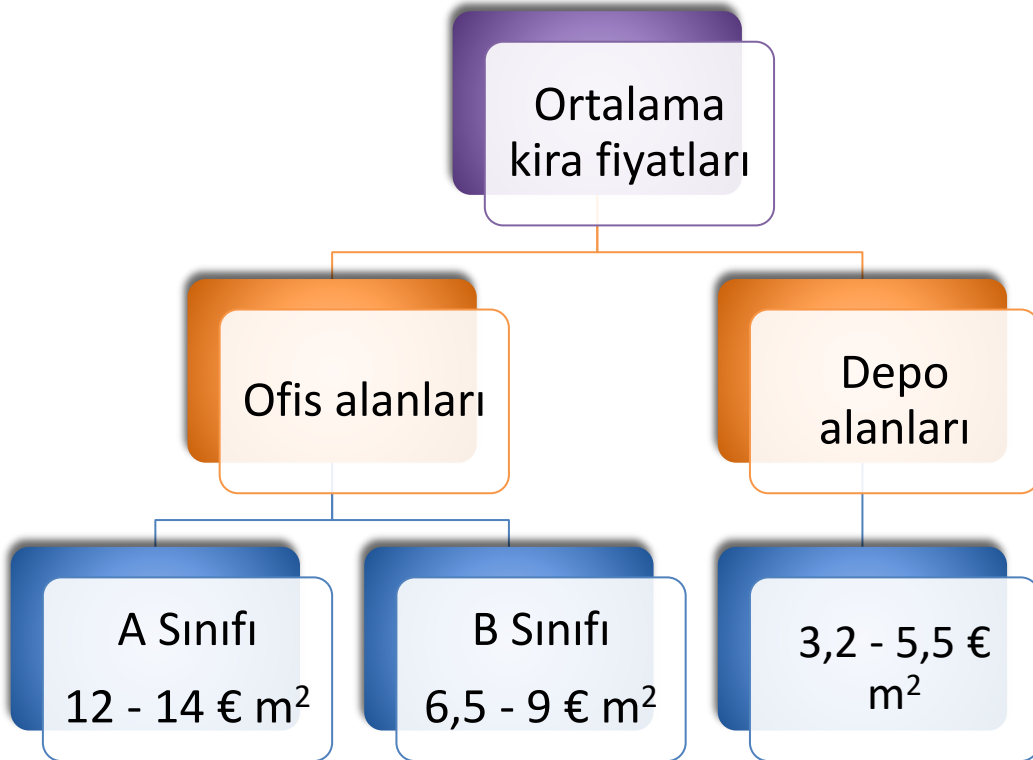 Ortalama
kira fiyatları
Ofis alanları
Depo
alanları
A Sınıfı
12 - 14 € m²
B Sınıfı
6,5 - 9 € m²
3,2 - 5,5 €
m²